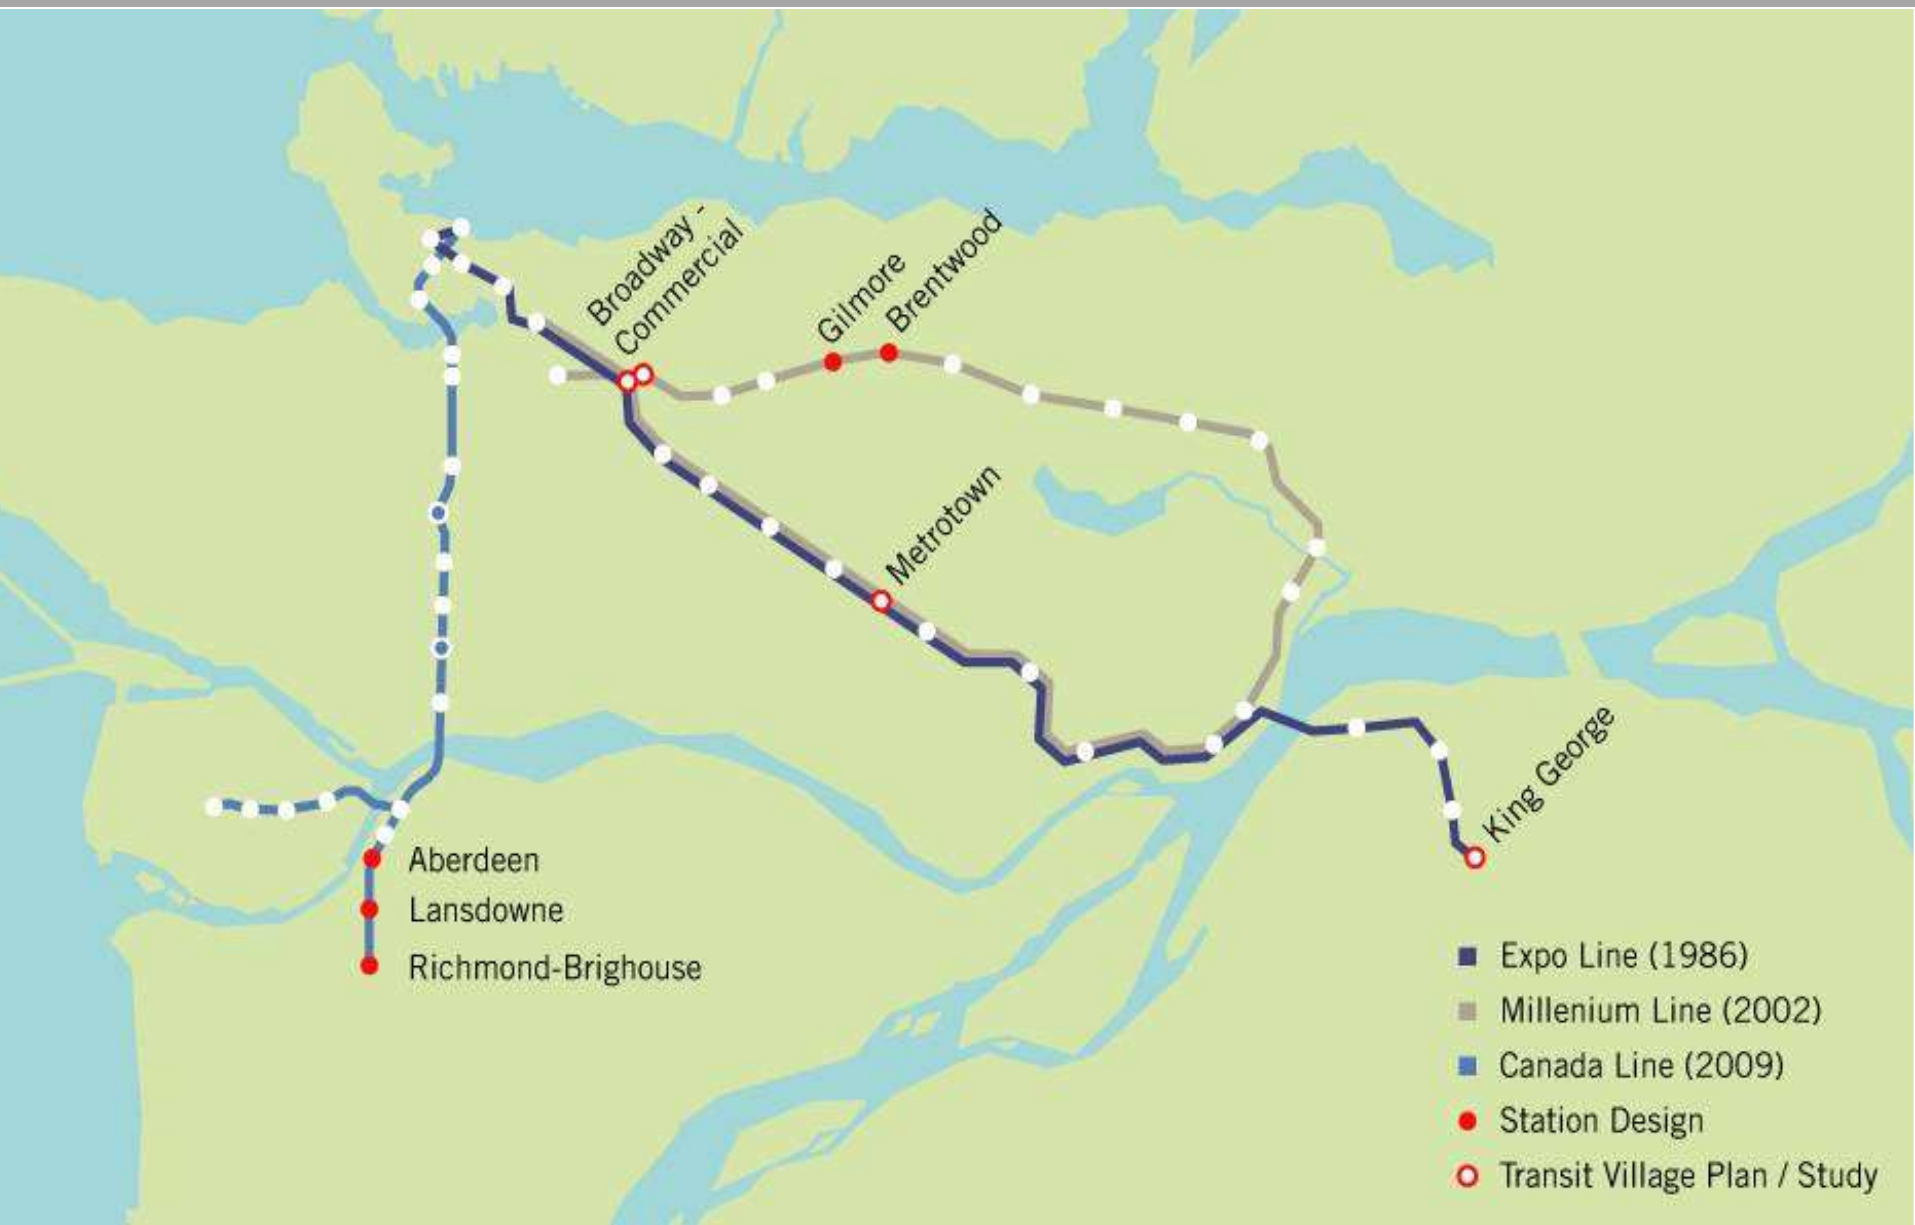 Broadway -
Commercial
Gilmore
Brentwood
Metrotown
King George
Aberdeen
Lansdowne
Richmond-Brighouse
Expo Line (1986)
Millenium Line (2002)
Canada Line (2009)
Station Design
Transit Village Plan / Study